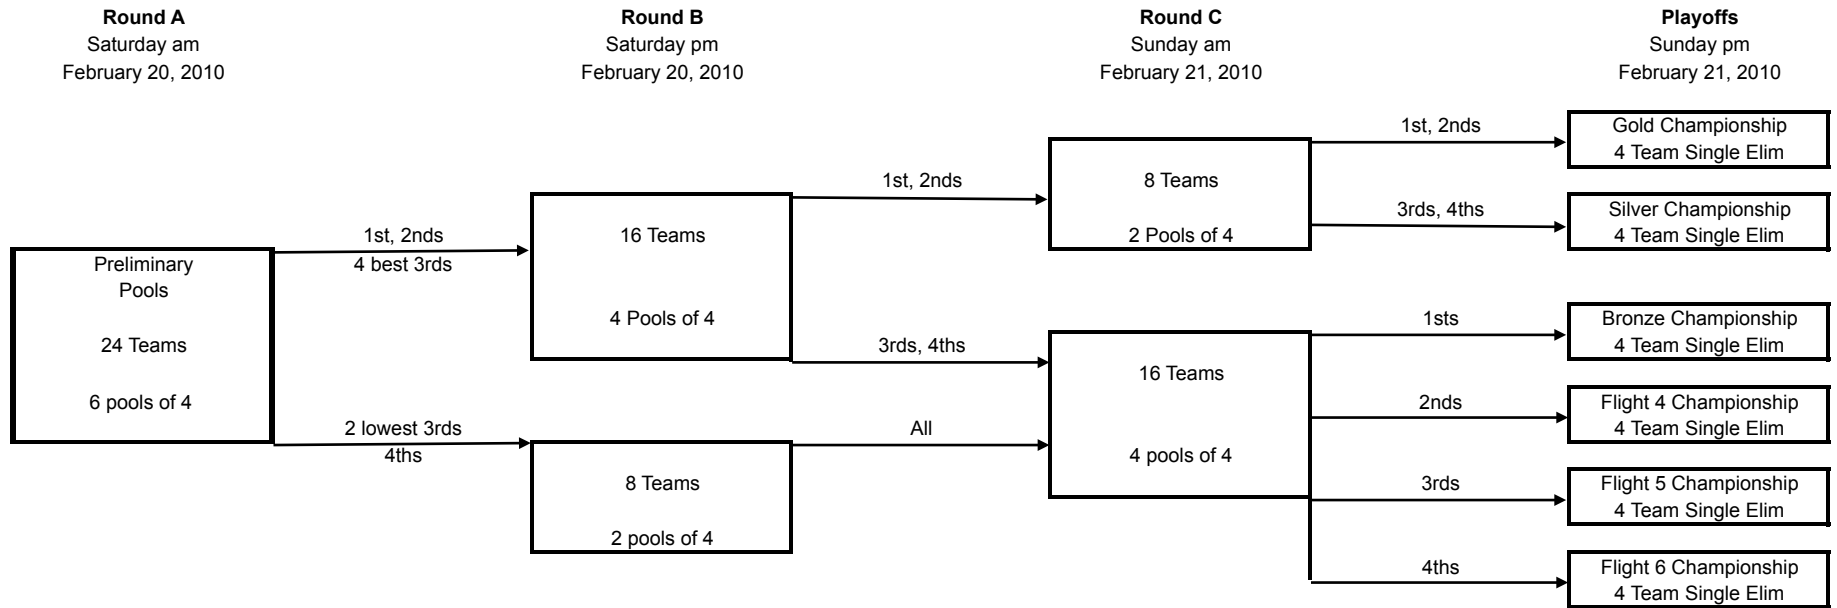 Round A
Saturday am
February 20, 2010
Round B
Saturday pm
February 20, 2010
Round C
Sunday am
February 21, 2010
Playoffs
Sunday pm
February 21, 2010
Preliminary
Pools
24 Teams
6 pools of 4
1st, 2nds
4 best 3rds
2 lowest 3rds
4ths
16 Teams
4 Pools of 4
8 Teams
2 pools of 4
1st, 2nds
3rds, 4ths
All
8 Teams
2 Pools of 4
16 Teams
4 pools of 4
1st, 2nds
3rds, 4ths
1sts
2nds
3rds
4ths
Gold Championship
4 Team Single Elim
Silver Championship
4 Team Single Elim
Bronze Championship
4 Team Single Elim
Flight 4 Championship
4 Team Single Elim
Flight 5 Championship
4 Team Single Elim
Flight 6 Championship
4 Team Single Elim